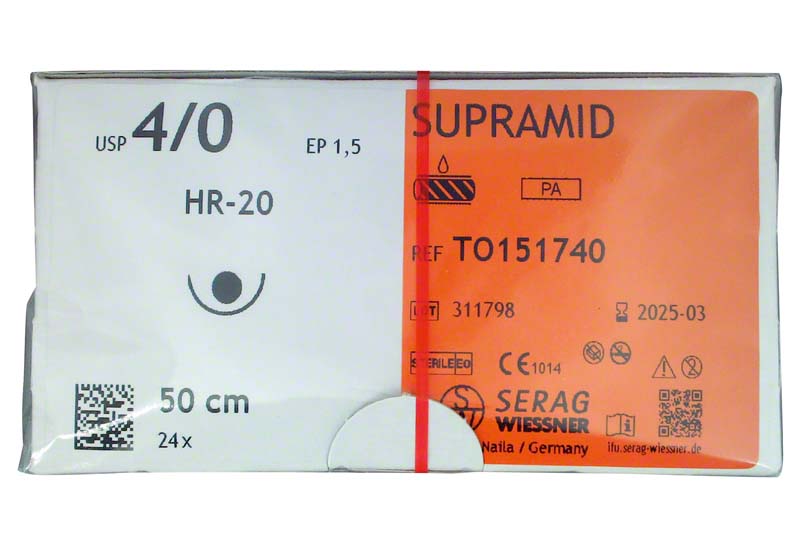 USP 4/0 EP 1,5
HR-20
50 cm
24x
SUPRAMID
PA
REF TO151740
LOT 311798 2025-03
STERILE EO CE 1014
SERAG
WIESSNER
Naila / Germany
ifu.serag-wiessner.de